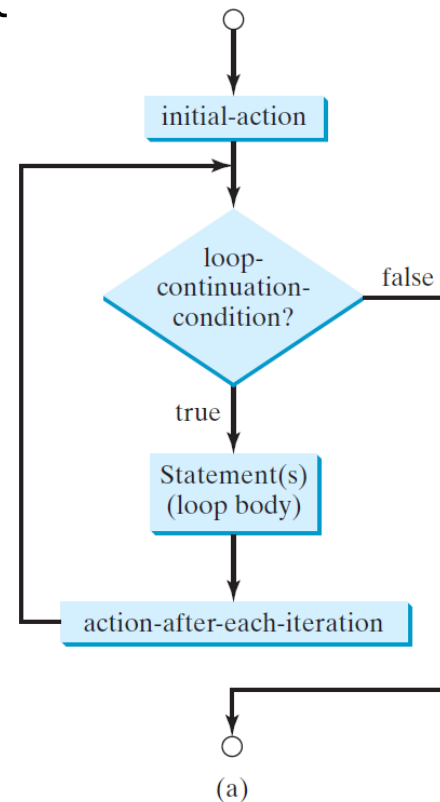 initial-action
loop-
continuation-
condition?
false
true
Statement(s)
(loop body)
action-after-each-iteration
(a)